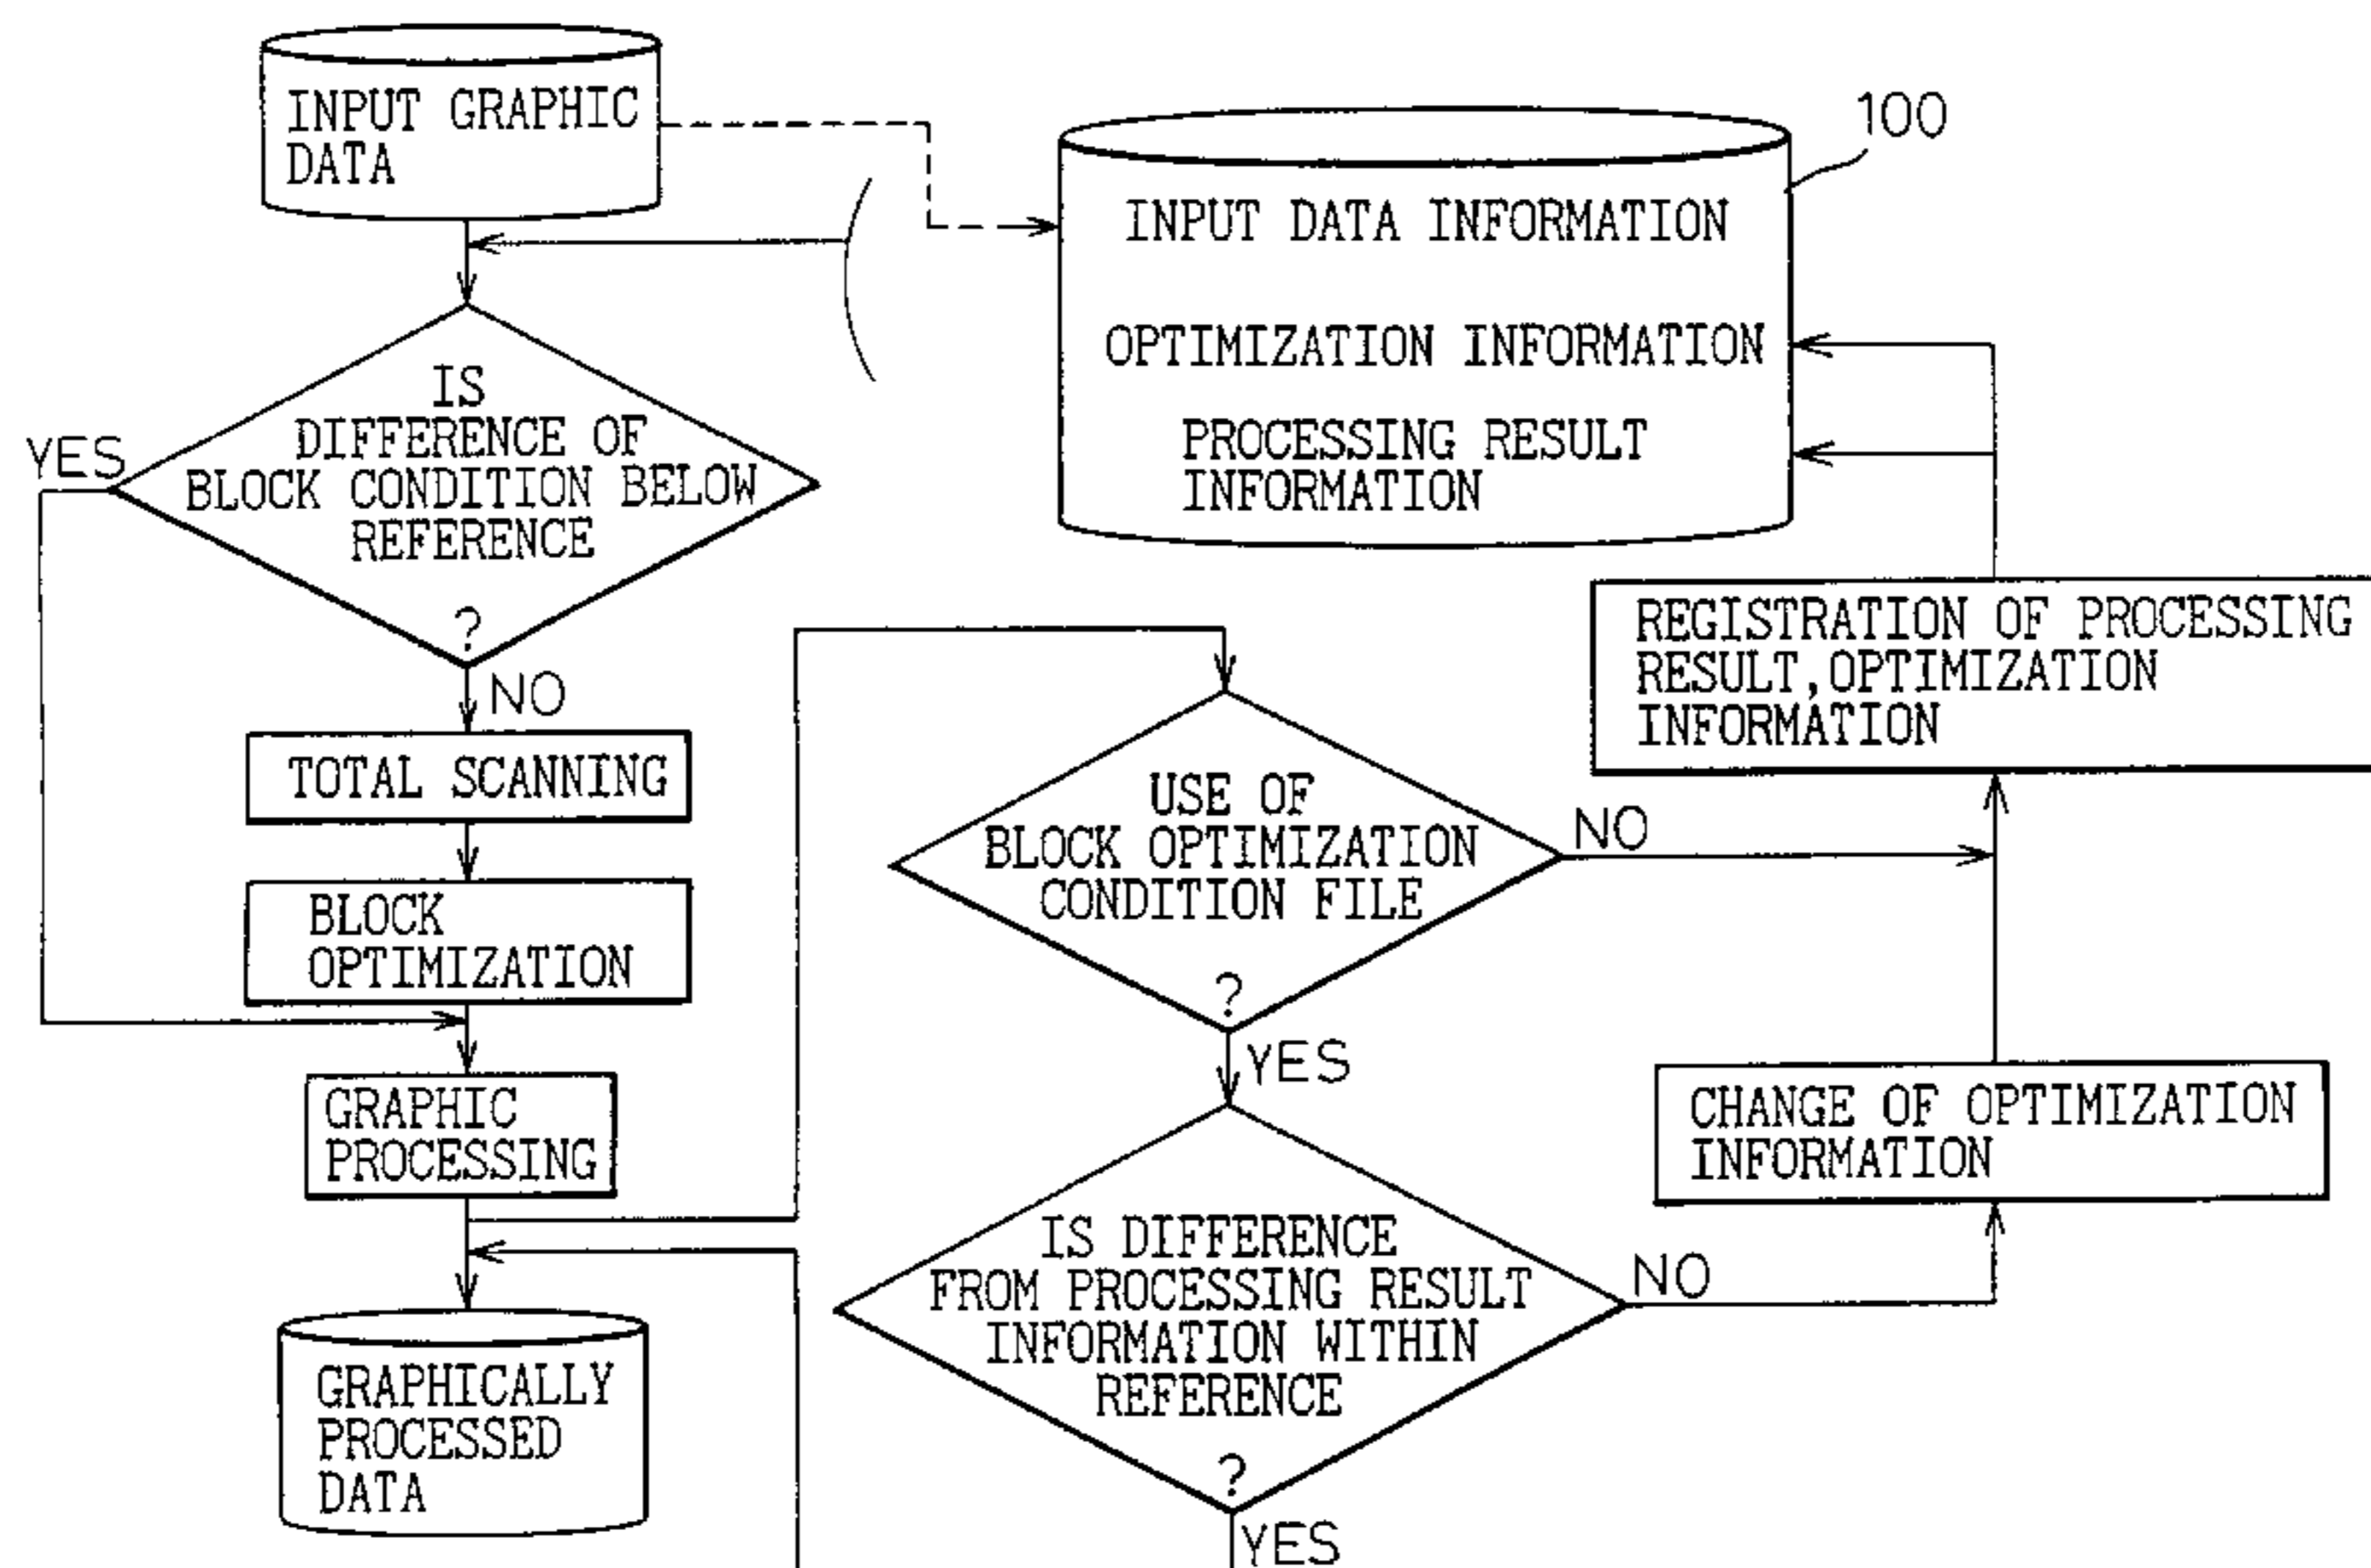 INPUT GRAPHIC
DATA
100
INPUT DATA INFORMATION
OPTIMIZATION INFORMATION
PROCESSING RESULT
INFORMATION
IS
DIFFERENCE OF
BLOCK CONDITION BELOW
REFERENCE
?
YES
NO
TOTAL SCANNING
BLOCK
OPTIMIZATION
GRAPHIC
PROCESSING
GRAPHICALLY
PROCESSED
DATA
USE OF
BLOCK OPTIMIZATION
CONDITION FILE
?
NO
YES
IS DIFFERENCE
FROM PROCESSING RESULT
INFORMATION WITHIN
REFERENCE
?
NO
YES
CHANGE OF OPTIMIZATION
INFORMATION
REGISTRATION OF PROCESSING
RESULT,OPTIMIZATION
INFORMATION